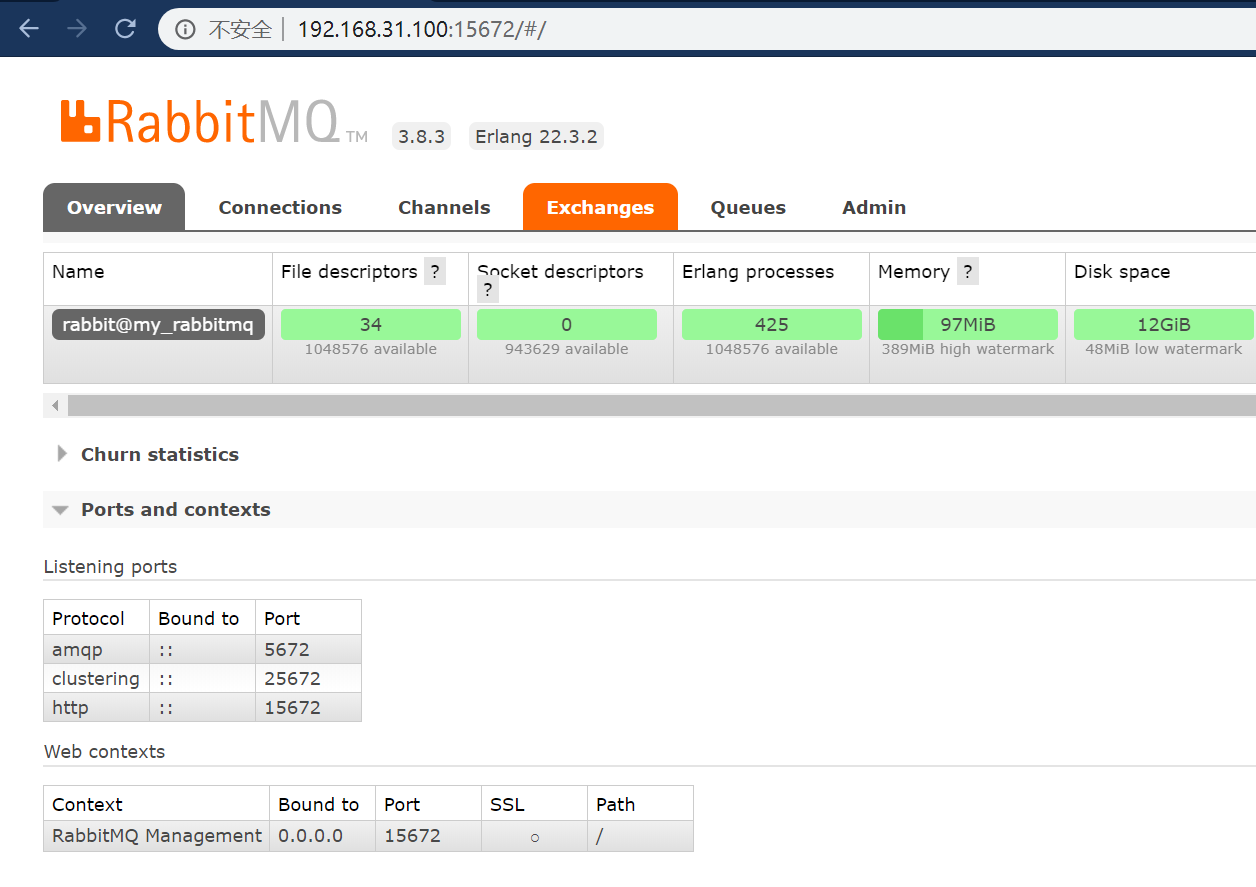 不安全 192.168.31.100:15672/#/
RabbitMQ TM 3.8.3 Erlang 22.3.2
Overview Connections Channels Exchanges Queues Admin
Name File descriptors ? Socket descriptors ? Erlang processes Memory ? Disk space
rabbit@my_rabbitmq 34 0 425 97MiB 12GiB
1048576 available 943629 available 1048576 available 389MiB high watermark 48MiB low watermark
Churn statistics
Ports and contexts
Listening ports
Protocol Bound to Port
amqp :: 5672
clustering :: 25672
http :: 15672
Web contexts
Context Bound to Port SSL Path
RabbitMQ Management 0.0.0.0 15672 ○ /